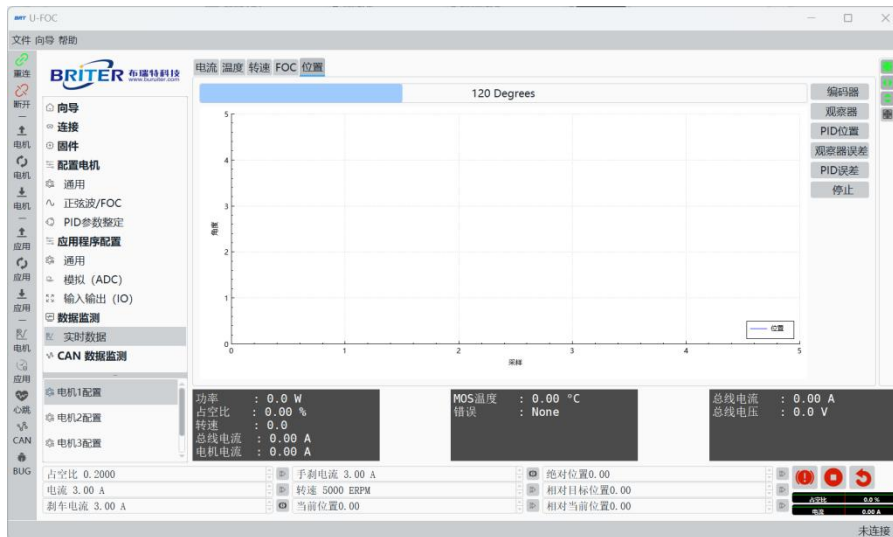 BRT U-FOC
文件 向导 帮助
重连
断开
电机
电机
电机
应用
应用
应用
电机
应用
心跳
CAN
BUG
BRITER 布瑞特科技
www.buruiter.com
向导
连接
固件
配置电机
通用
正弦波/FOC
PID参数整定
应用程序配置
通用
模拟 (ADC)
输入输出 (IO)
数据监测
实时数据
CAN 数据监测
电机1配置
电机2配置
电机3配置
电流 温度 转速 FOC 位置
120 Degrees
编码器
观察器
PID位置
观察器误差
PID误差
停止
5
4
3
2
1
0
角度
0 1 2 3 4 5
采样
位置
功率 : 0.0 W
占空比 : 0.00 %
转速 : 0.0
总线电流 : 0.00 A
电机电流 : 0.00 A
MOS温度 : 0.00 °C
错误 : None
总线电流 : 0.00 A
总线电压 : 0.0 V
占空比 0.2000 手刹电流 3.00 A 绝对位置0.00
电流 3.00 A 转速 5000 ERPM 相对目标位置0.00
刹车电流 3.00 A 当前位置0.00 相对当前位置0.00
占空比 0.0 %
电流 0.00 A
未连接